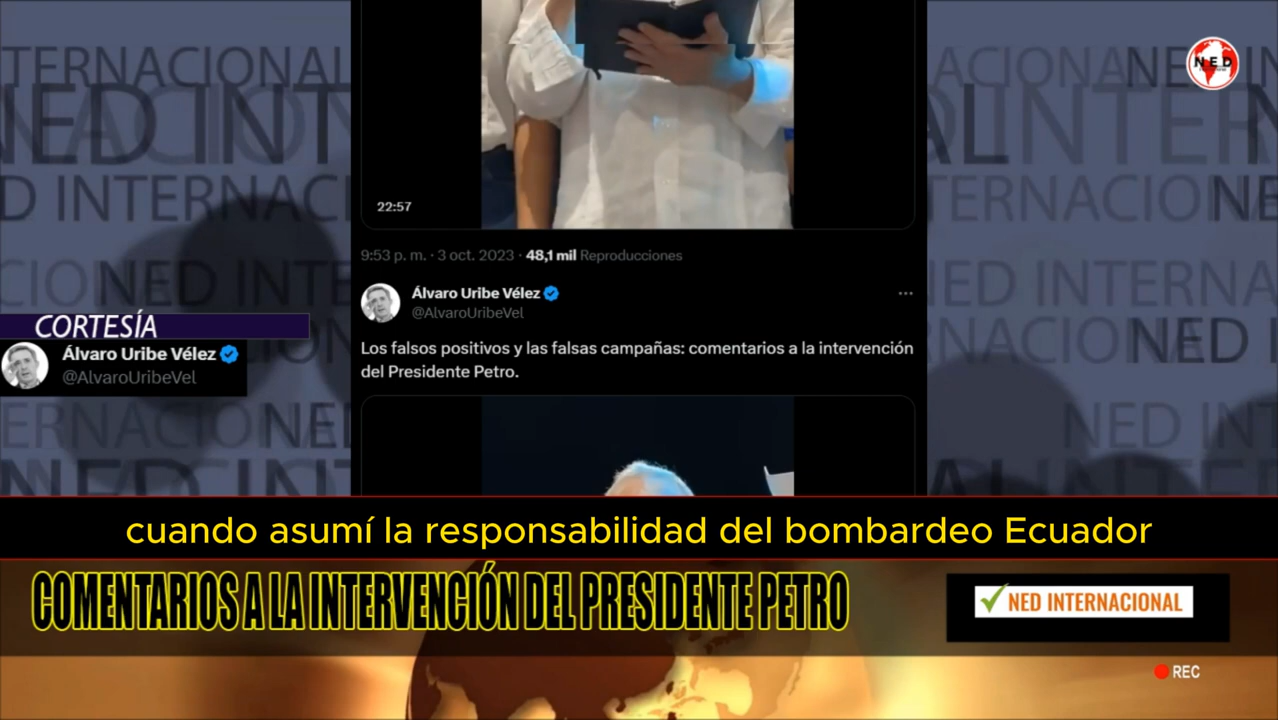 NED
22:57
9:53 p. m. · 3 oct. 2023 · 48,1 mil Reproducciones
Álvaro Uribe Vélez
@AlvaroUribeVel
Los falsos positivos y las falsas campañas: comentarios a la intervención
del Presidente Petro.
CORTESÍA
Álvaro Uribe Vélez
@AlvaroUribeVel
cuando asumí la responsabilidad del bombardeo Ecuador
COMENTARIOS A LA INTERVENCIÓN DEL PRESIDENTE PETRO
NED INTERNACIONAL
REC